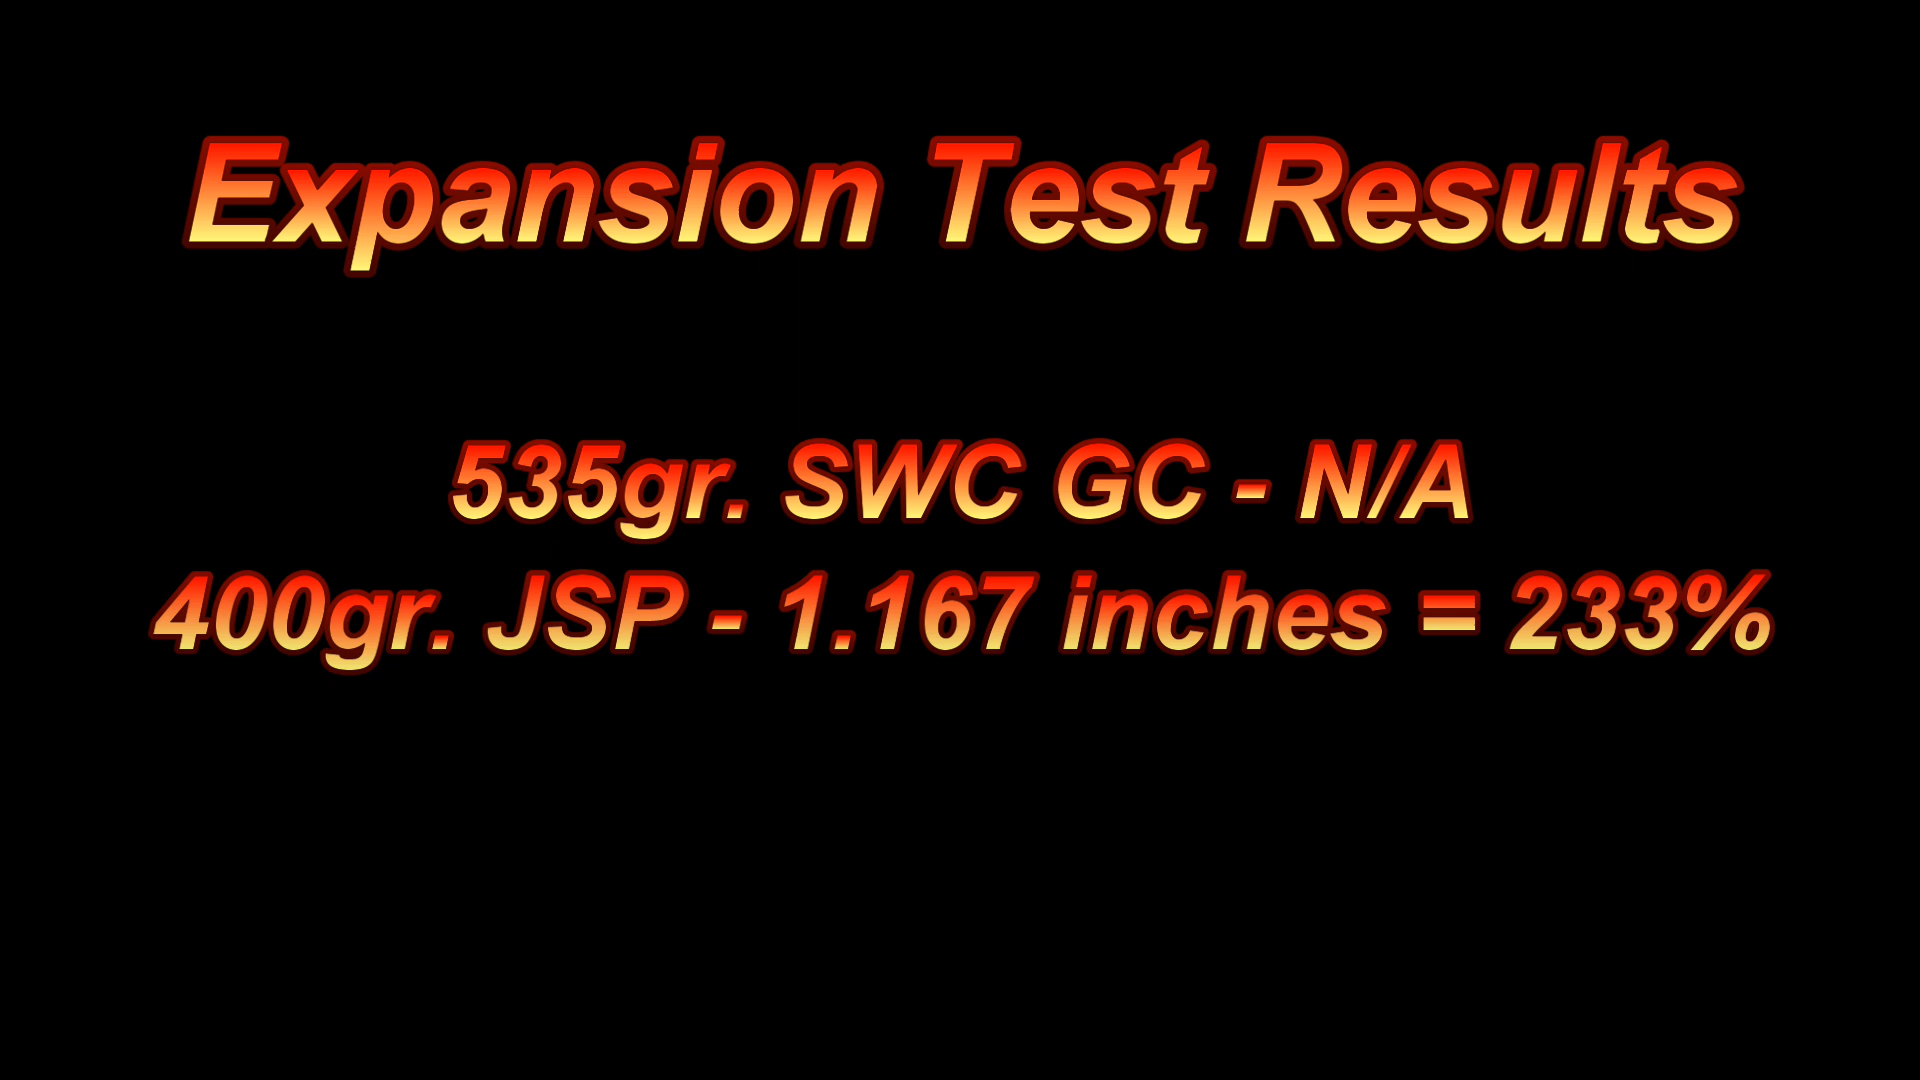 Expansion Test Results
535gr. SWC GC - N/A
400gr. JSP - 1.167 inches = 233%